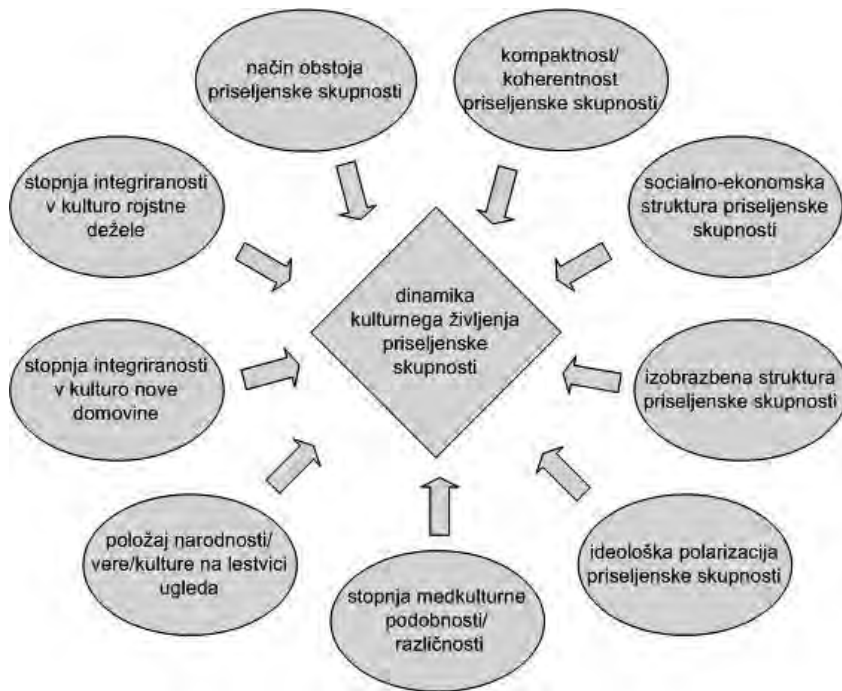 način obstoja
priseljenske skupnosti
kompaktnost/
koherentnost
priseljenske skupnosti
stopnja integriranosti
v kulturo rojstne
dežele
socialno-ekonomska
struktura priseljenske
skupnosti
dinamika
kulturnega življenja
priseljenske
skupnosti
stopnja integriranosti
v kulturo nove
domovine
izobrazbena struktura
priseljenske skupnosti
položaj narodnosti/
vere/kulture na lestvici
ugleda
stopnja medkulturne
podobnosti/
različnosti
ideološka polarizacija
priseljenske skupnosti